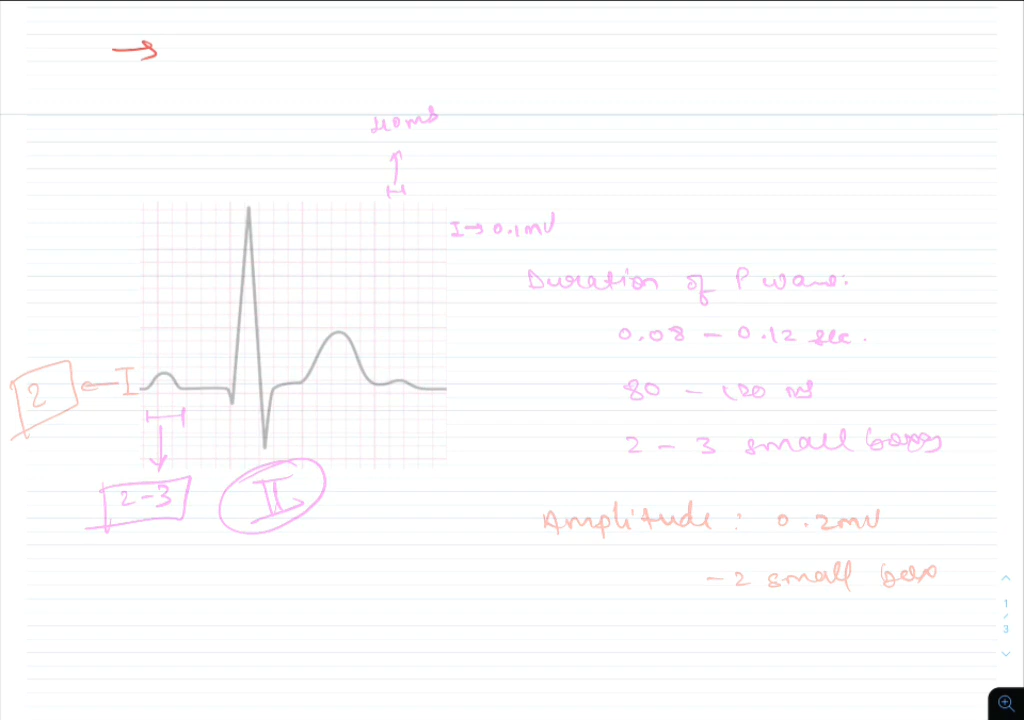 40ms
I → 0.1mV
Duration of P wave:
0.08 - 0.12 sec.
80 - 120 ms
2 ← I
2 - 3 small boxes
2-3
II
Amplitude: 0.2mV
- 2 small box
1
/
3